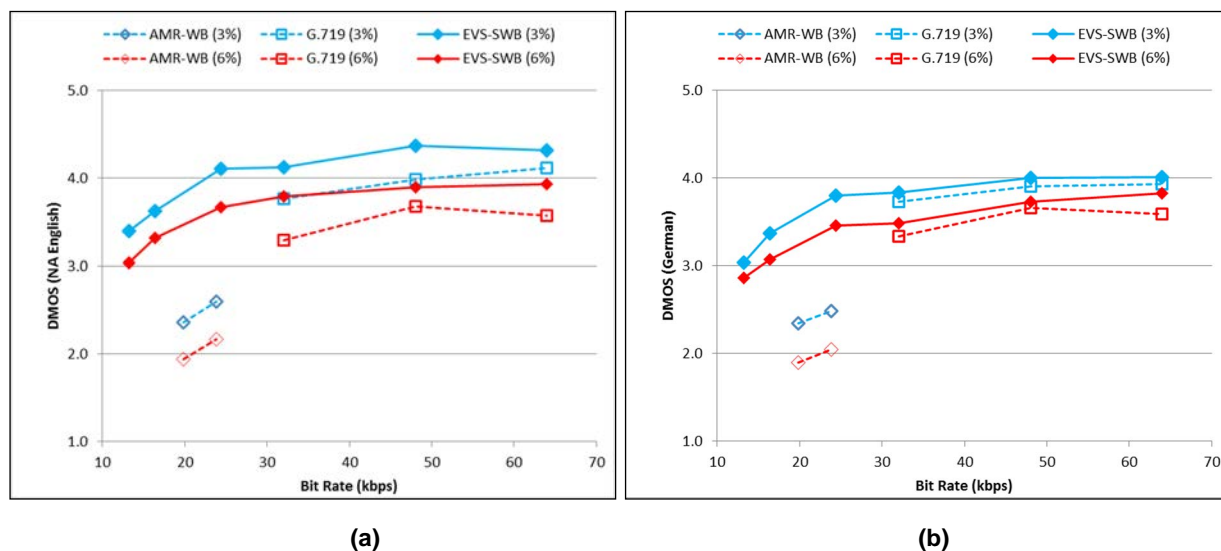 AMR-WB (3%) G.719 (3%) EVS-SWB (3%)
AMR-WB (6%) G.719 (6%) EVS-SWB (6%)
5.0
4.0
3.0
2.0
1.0
DMOS (NA English)
10 20 30 40 50 60 70
Bit Rate (kbps)
(a)
AMR-WB (3%) G.719 (3%) EVS-SWB (3%)
AMR-WB (6%) G.719 (6%) EVS-SWB (6%)
5.0
4.0
3.0
2.0
1.0
DMOS (German)
10 20 30 40 50 60 70
Bit Rate (kbps)
(b)